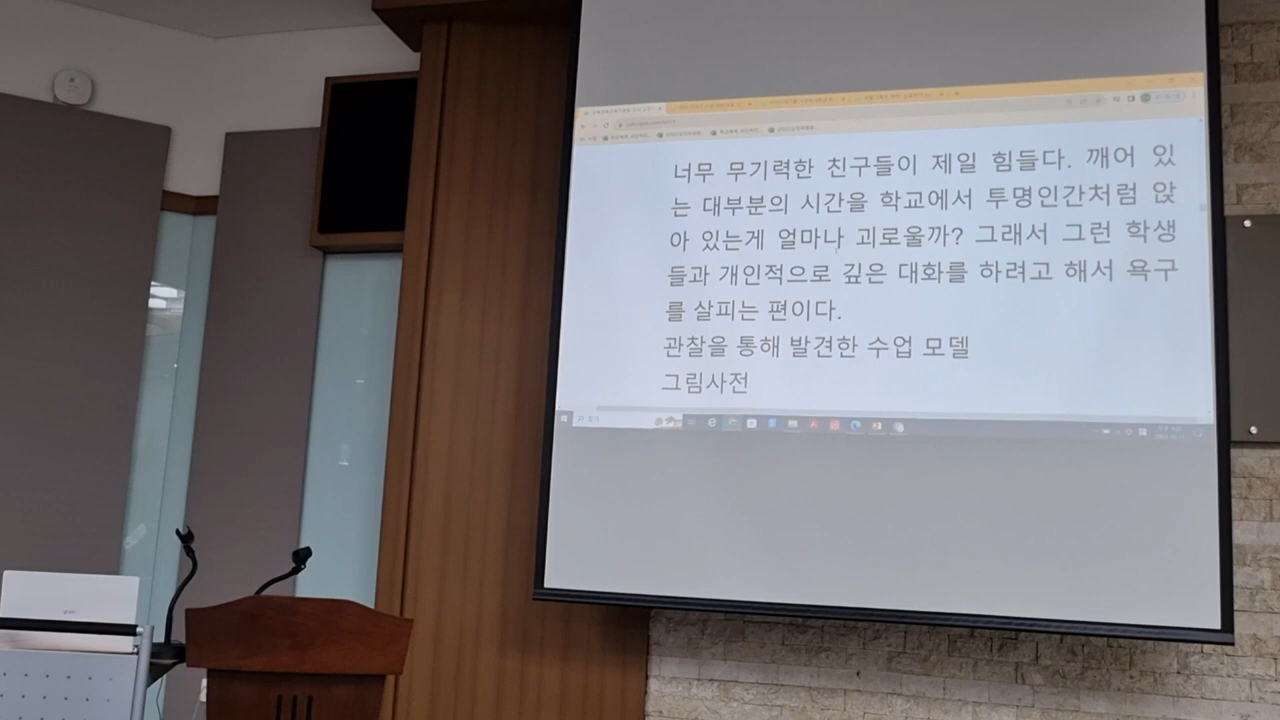 너무 무기력한 친구들이 제일 힘들다. 깨어 있
는 대부분의 시간을 학교에서 투명인간처럼 앉
아 있는게 얼마나 괴로울까? 그래서 그런 학생
들과 개인적으로 깊은 대화를 하려고 해서 욕구
를 살피는 편이다.
관찰을 통해 발견한 수업 모델
그림사전
찾기
gram